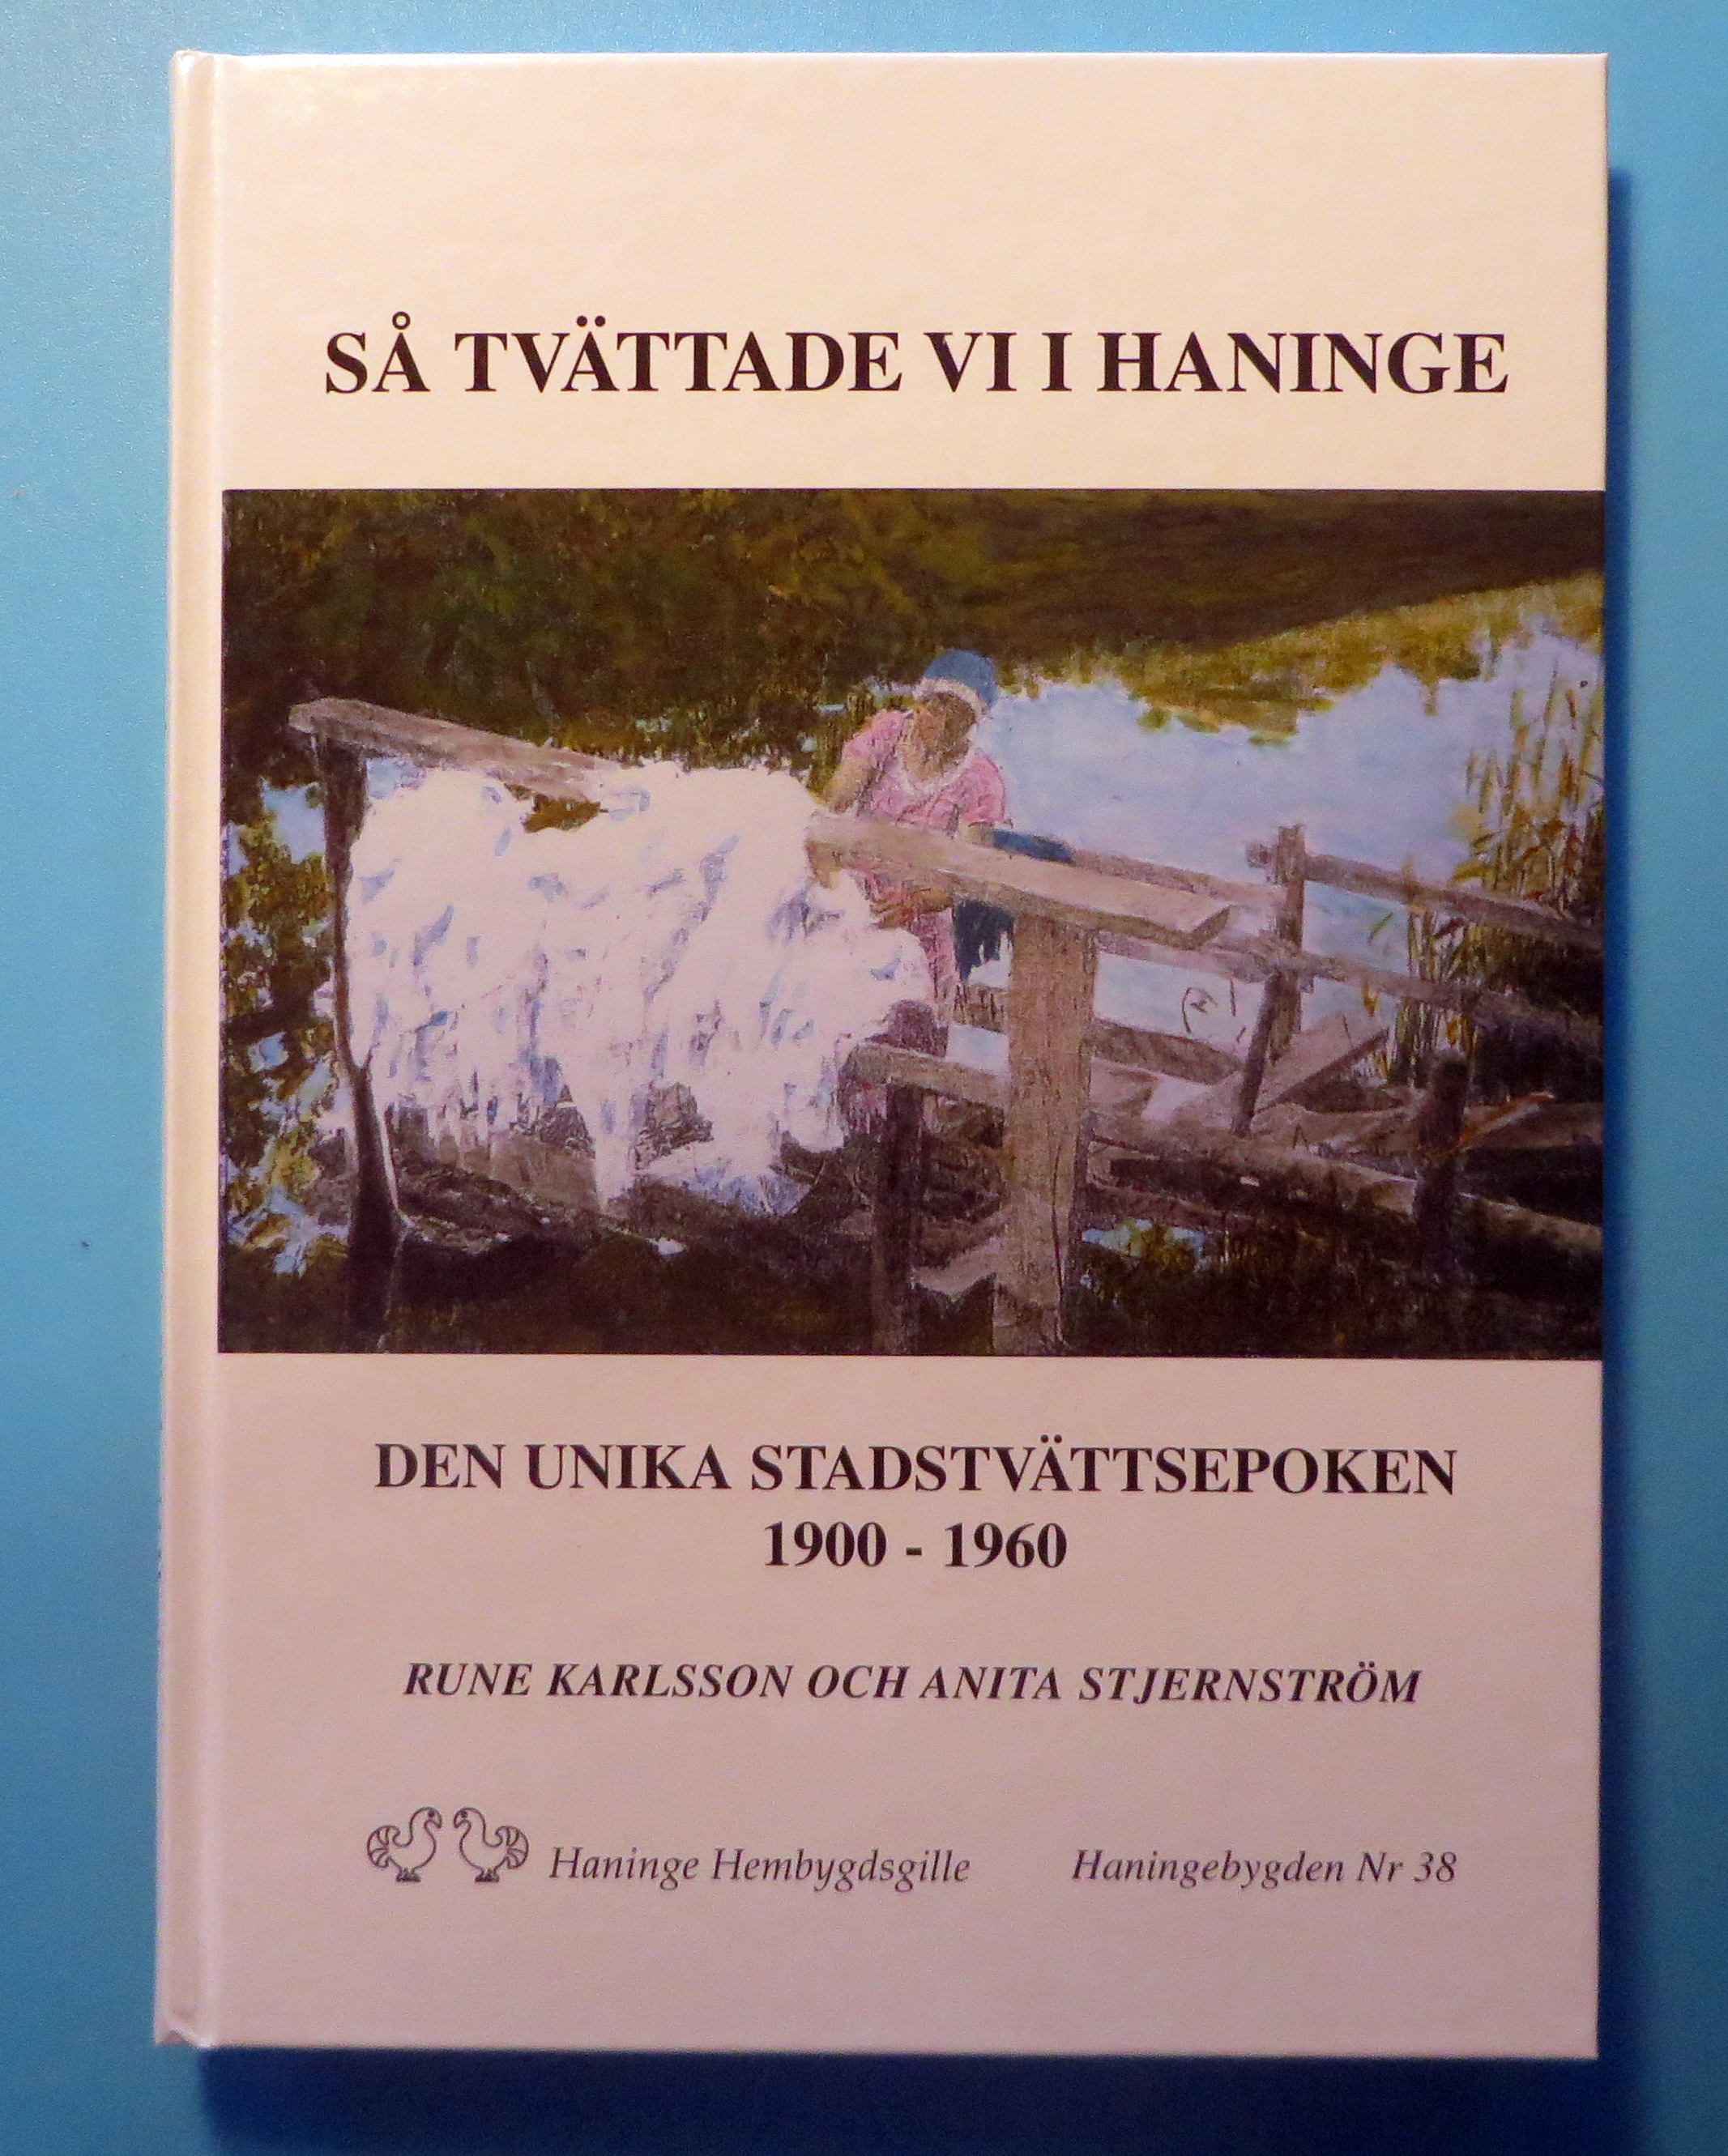 SÅ TVÄTTADE VI I HANINGE
DEN UNIKA STADSTVÄTTSEPOKEN
1900 - 1960
RUNE KARLSSON OCH ANITA STJERNSTRÖM
Haninge Hembygdsgille Haningebygden Nr 38